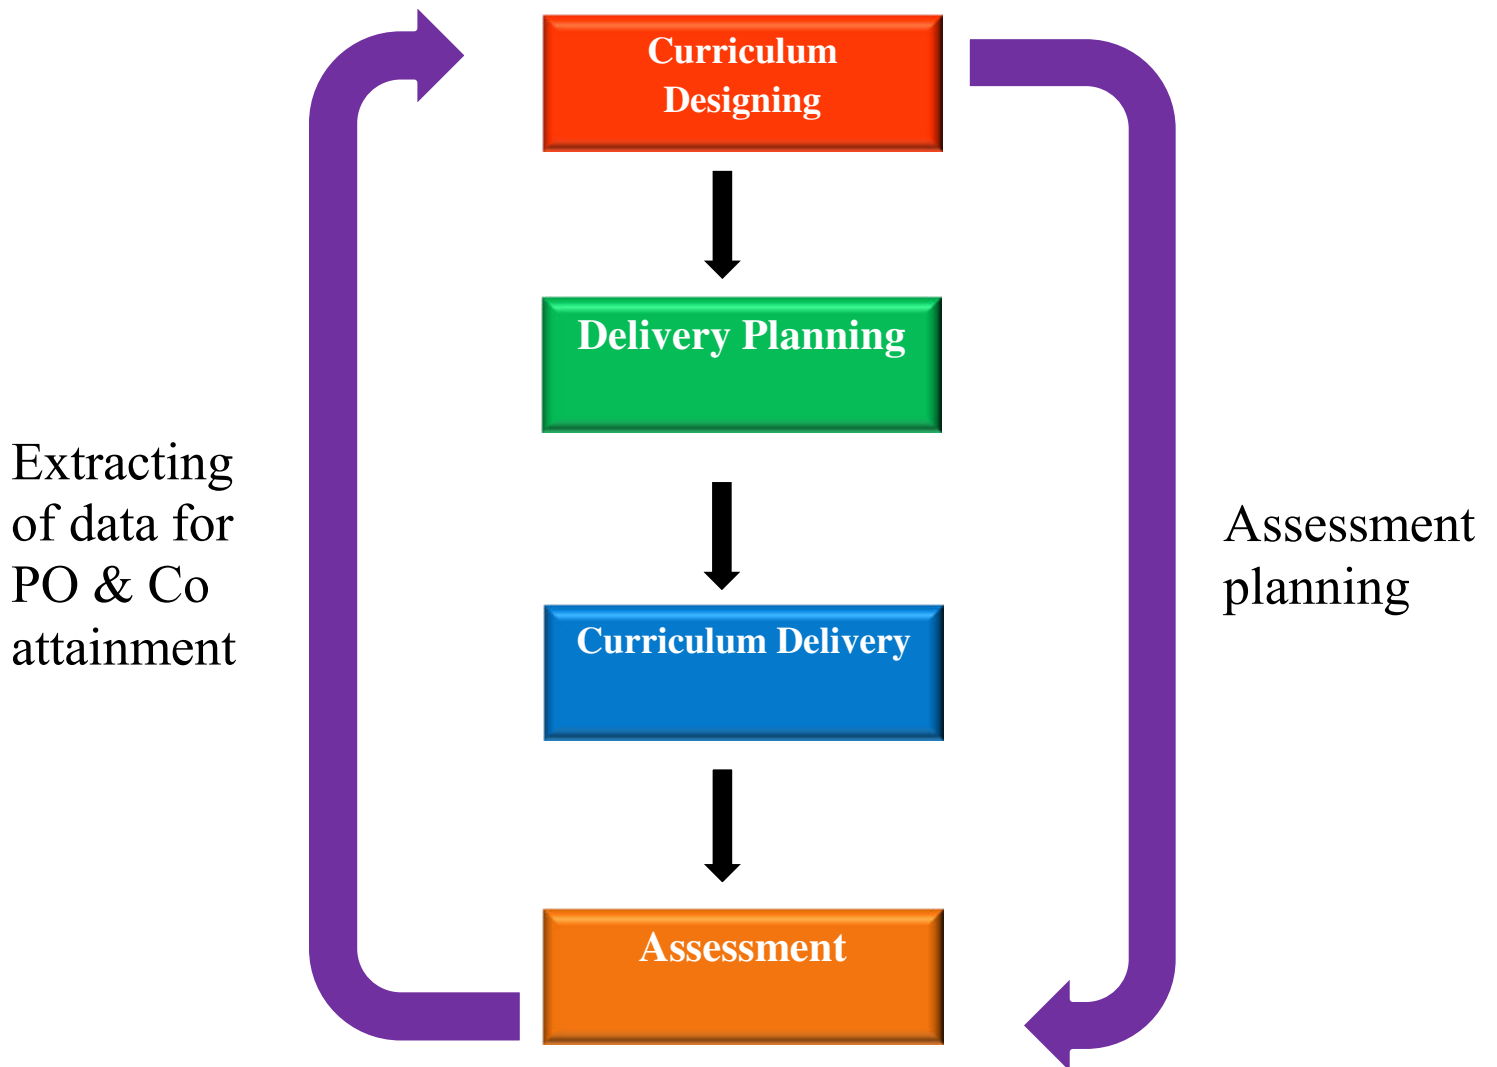 Curriculum
Designing
Delivery Planning
Extracting
of data for
PO & Co
attainment
Assessment
planning
Curriculum Delivery
Assessment